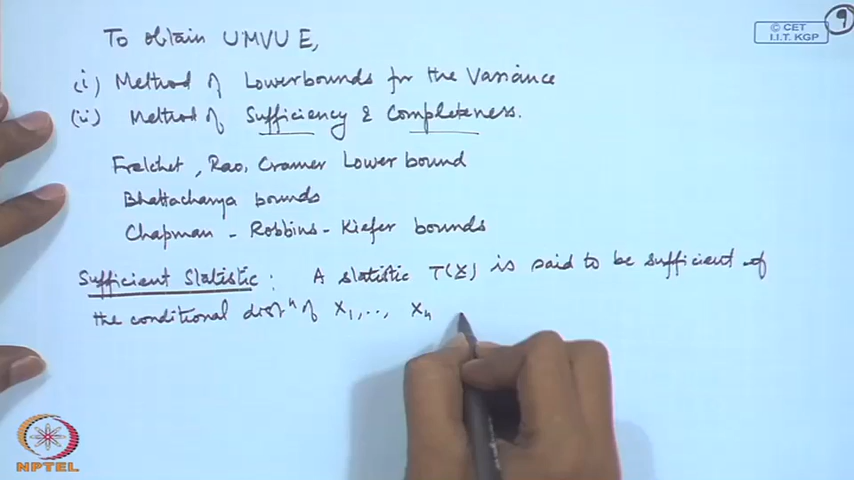 9
© CET
I.I.T. KGP
To obtain UMVUE,
(i) Method of Lowerbounds for the Variance
(ii) Method of Sufficiency & Completeness.
Frelchet, Rao, Cramer Lower bound
Bhattacharya bounds
Chapman - Robbins - Kiefer bounds
Sufficient Statistic : A statistic T(X) is said to be sufficient if
the conditional distⁿ of X₁,..., Xₙ
NPTEL